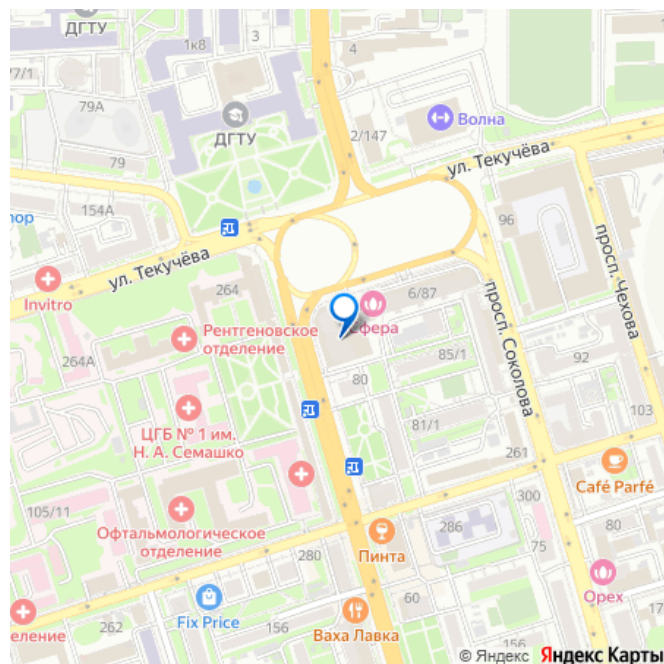 ДГТУ
1к8
3
4
77/1
79А
ДГТУ
2/147
Волна
79
ул. Текучёва
154А
96
ул. Текучёва
просп. Чехова
Invitro
264
6/87
просп. Соколова
Рентгеновское
отделение
264А
85/1
92
80
ЦГБ № 1 им.
Н. А. Семашко
81/1
103
261
Café Parfé
105/11
300
Офтальмологическое
отделение
286
80
280
Пинта
75
Орех
60
Fix Price
262
156
Ваха Лавка
156
© Яндекс Яндекс Карты